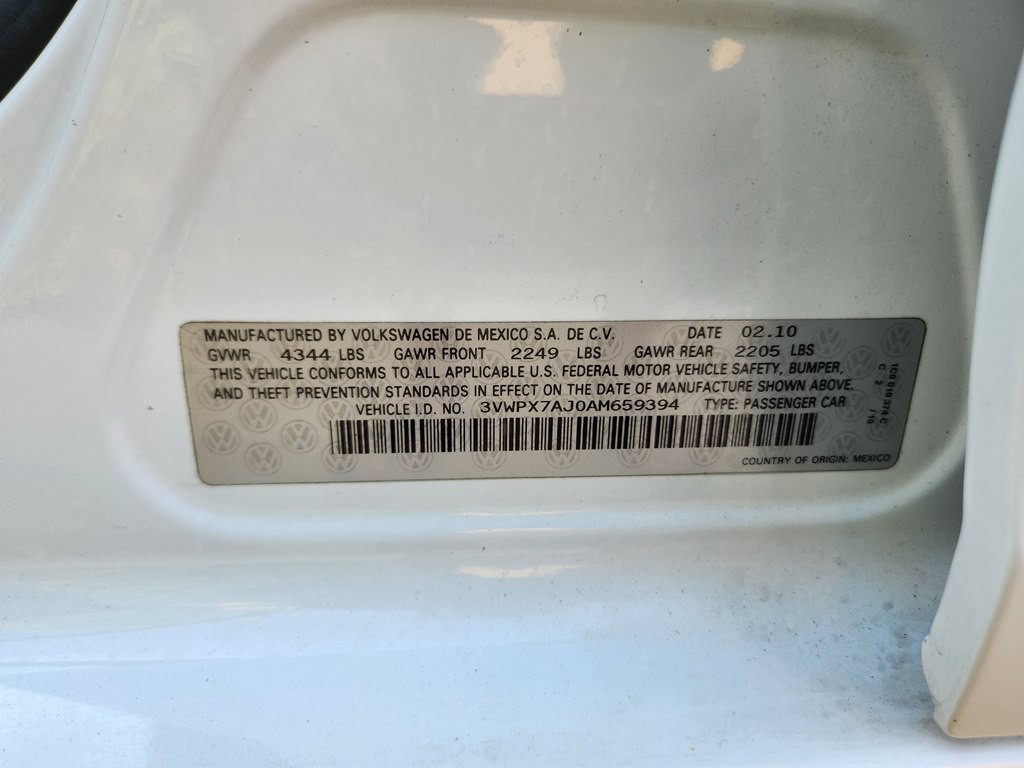 MANUFACTURED BY VOLKSWAGEN DE MEXICO S.A. DE C.V. DATE 02.10
GVWR 4344 LBS GAWR FRONT 2249 LBS GAWR REAR 2205 LBS
THIS VEHICLE CONFORMS TO ALL APPLICABLE U.S. FEDERAL MOTOR VEHICLE SAFETY, BUMPER,
AND THEFT PREVENTION STANDARDS IN EFFECT ON THE DATE OF MANUFACTURE SHOWN ABOVE.
VEHICLE I.D. NO. 3VWPX7AJ0AM659394 TYPE: PASSENGER CAR
COUNTRY OF ORIGIN: MEXICO
C 2 /10